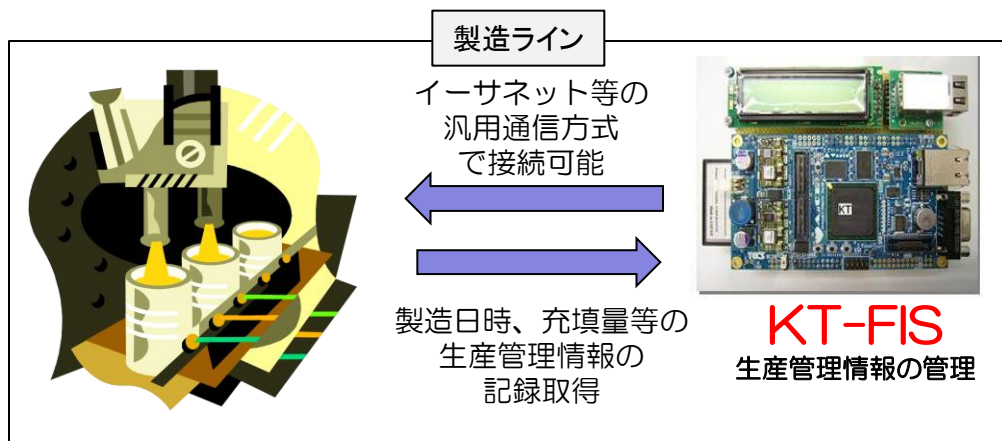 製造ライン
イーサネット等の
汎用通信方式
で接続可能
製造日時、充填量等の
生産管理情報の
記録取得
KT
KT-FIS
生産管理情報の管理